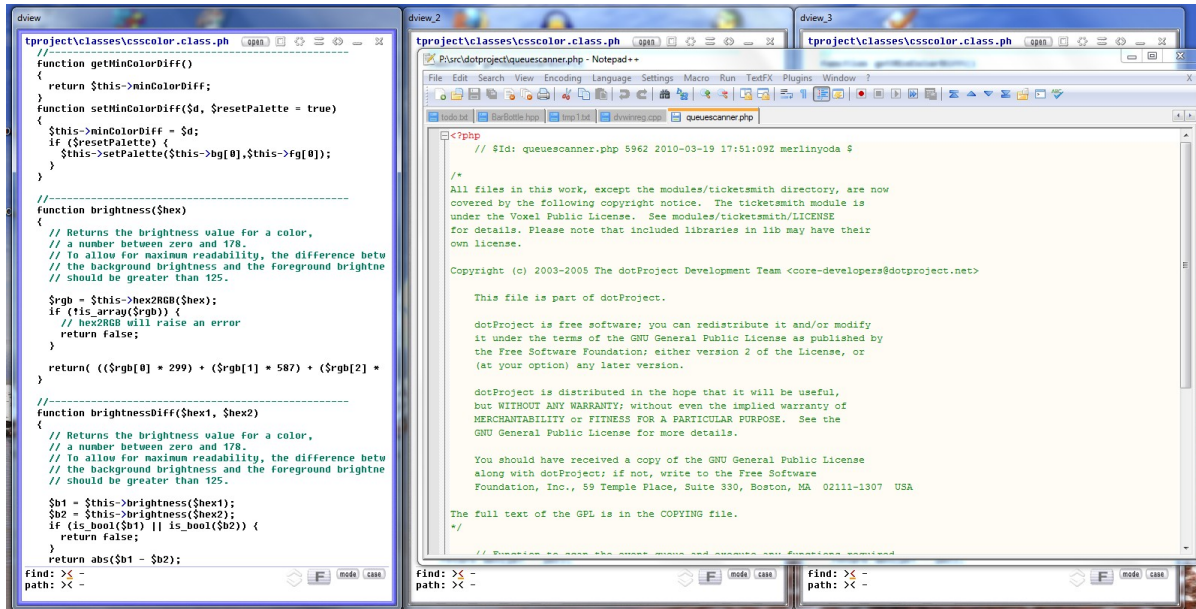 dview
tproject\classes\csscolor.class.ph open
//--------------------------------------------------
function getMinColorDiff()
{
return $this->minColorDiff;
}
function setMinColorDiff($d, $resetPalette = true)
{
$this->minColorDiff = $d;
if ($resetPalette) {
$this->setPalette($this->bg[0],$this->fg[0]);
}
}
//--------------------------------------------------
function brightness($hex)
{
// Returns the brightness value for a color,
// a number between zero and 178.
// To allow for maximum readability, the difference betw
// the background brightness and the foreground brightne
// should be greater than 125.
$rgb = $this->hex2RGB($hex);
if (!is_array($rgb)) {
// hex2RGB will raise an error
return false;
}
return( (($rgb[0] * 299) + ($rgb[1] * 587) + ($rgb[2] *
}
//--------------------------------------------------
function brightnessDiff($hex1, $hex2)
{
// Returns the brightness value for a color,
// a number between zero and 178.
// To allow for maximum readability, the difference betw
// the background brightness and the foreground brightne
// should be greater than 125.
$b1 = $this->brightness($hex1);
$b2 = $this->brightness($hex2);
if (is_bool($b1) || is_bool($b2)) {
return false;
}
return abs($b1 - $b2);
find: >< -
path: >< -
F mode case
dview_2
tproject\classes\csscolor.class.ph open
dview_3
tproject\classes\csscolor.class.ph open
P:\src\dotproject\queuescanner.php - Notepad++
File Edit Search View Encoding Language Settings Macro Run TextFX Plugins Window ? X
todo.txt BarBottle.hpp tmpT.txt dvwinreg.cpp queuescanner.php
<?php
// $Id: queuescanner.php 5962 2010-03-19 17:51:09Z merlinyoda $
/*
All files in this work, except the modules/ticketsmith directory, are now
covered by the following copyright notice. The ticketsmith module is
under the Voxel Public License. See modules/ticketsmith/LICENSE
for details. Please note that included libraries in lib may have their
own license.
Copyright (c) 2003-2005 The dotProject Development Team <core-developers@dotproject.net>
This file is part of dotProject.
dotProject is free software; you can redistribute it and/or modify
it under the terms of the GNU General Public License as published by
the Free Software Foundation; either version 2 of the License, or
(at your option) any later version.
dotProject is distributed in the hope that it will be useful,
but WITHOUT ANY WARRANTY; without even the implied warranty of
MERCHANTABILITY or FITNESS FOR A PARTICULAR PURPOSE. See the
GNU General Public License for more details.
You should have received a copy of the GNU General Public License
along with dotProject; if not, write to the Free Software
Foundation, Inc., 59 Temple Place, Suite 330, Boston, MA 02111-1307 USA
The full text of the GPL is in the COPYING file.
*/
// Function to scan the event queue and execute any functions required
find: >< -
path: >< -
F mode case
find: >< -
path: >< -
F mode case